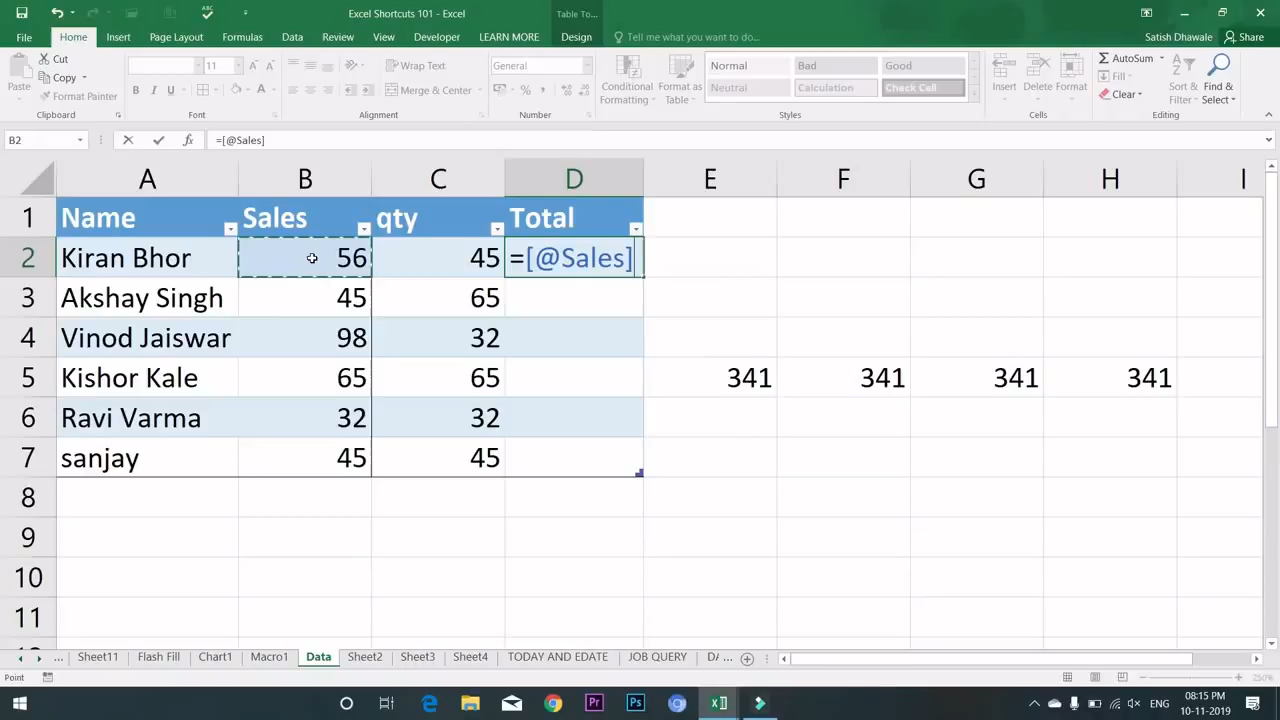 Excel Shortcuts 101 - Excel
Table To...
File Home Insert Page Layout Formulas Data Review View Developer LEARN MORE Design Tell me what you want to do... Satish Dhawale Share
Paste
Cut
Copy
Format Painter
Clipboard
11
A A
B I U
A
Font
Wrap Text
Merge & Center
Alignment
General
%
Number
Conditional Formatting
Format as Table
Normal Bad Good
Neutral Calculation Check Cell
Styles
Insert Delete Format
Cells
AutoSum
Fill
Clear
Sort & Filter
Find & Select
Editing
B2 fx =[@Sales]
A B C D E F G H I
1 Name Sales qty Total
2 Kiran Bhor 56 45 =[@Sales]
3 Akshay Singh 45 65
4 Vinod Jaiswar 98 32
5 Kishor Kale 65 65 341 341 341 341
6 Ravi Varma 32 32
7 sanjay 45 45
8
9
10
11
... Sheet11 Flash Fill Chart1 Macro1 Data Sheet2 Sheet3 Sheet4 TODAY AND EDATE JOB QUERY DA ...
Point 250%
Pr Ps ENG 08:15 PM
10-11-2019